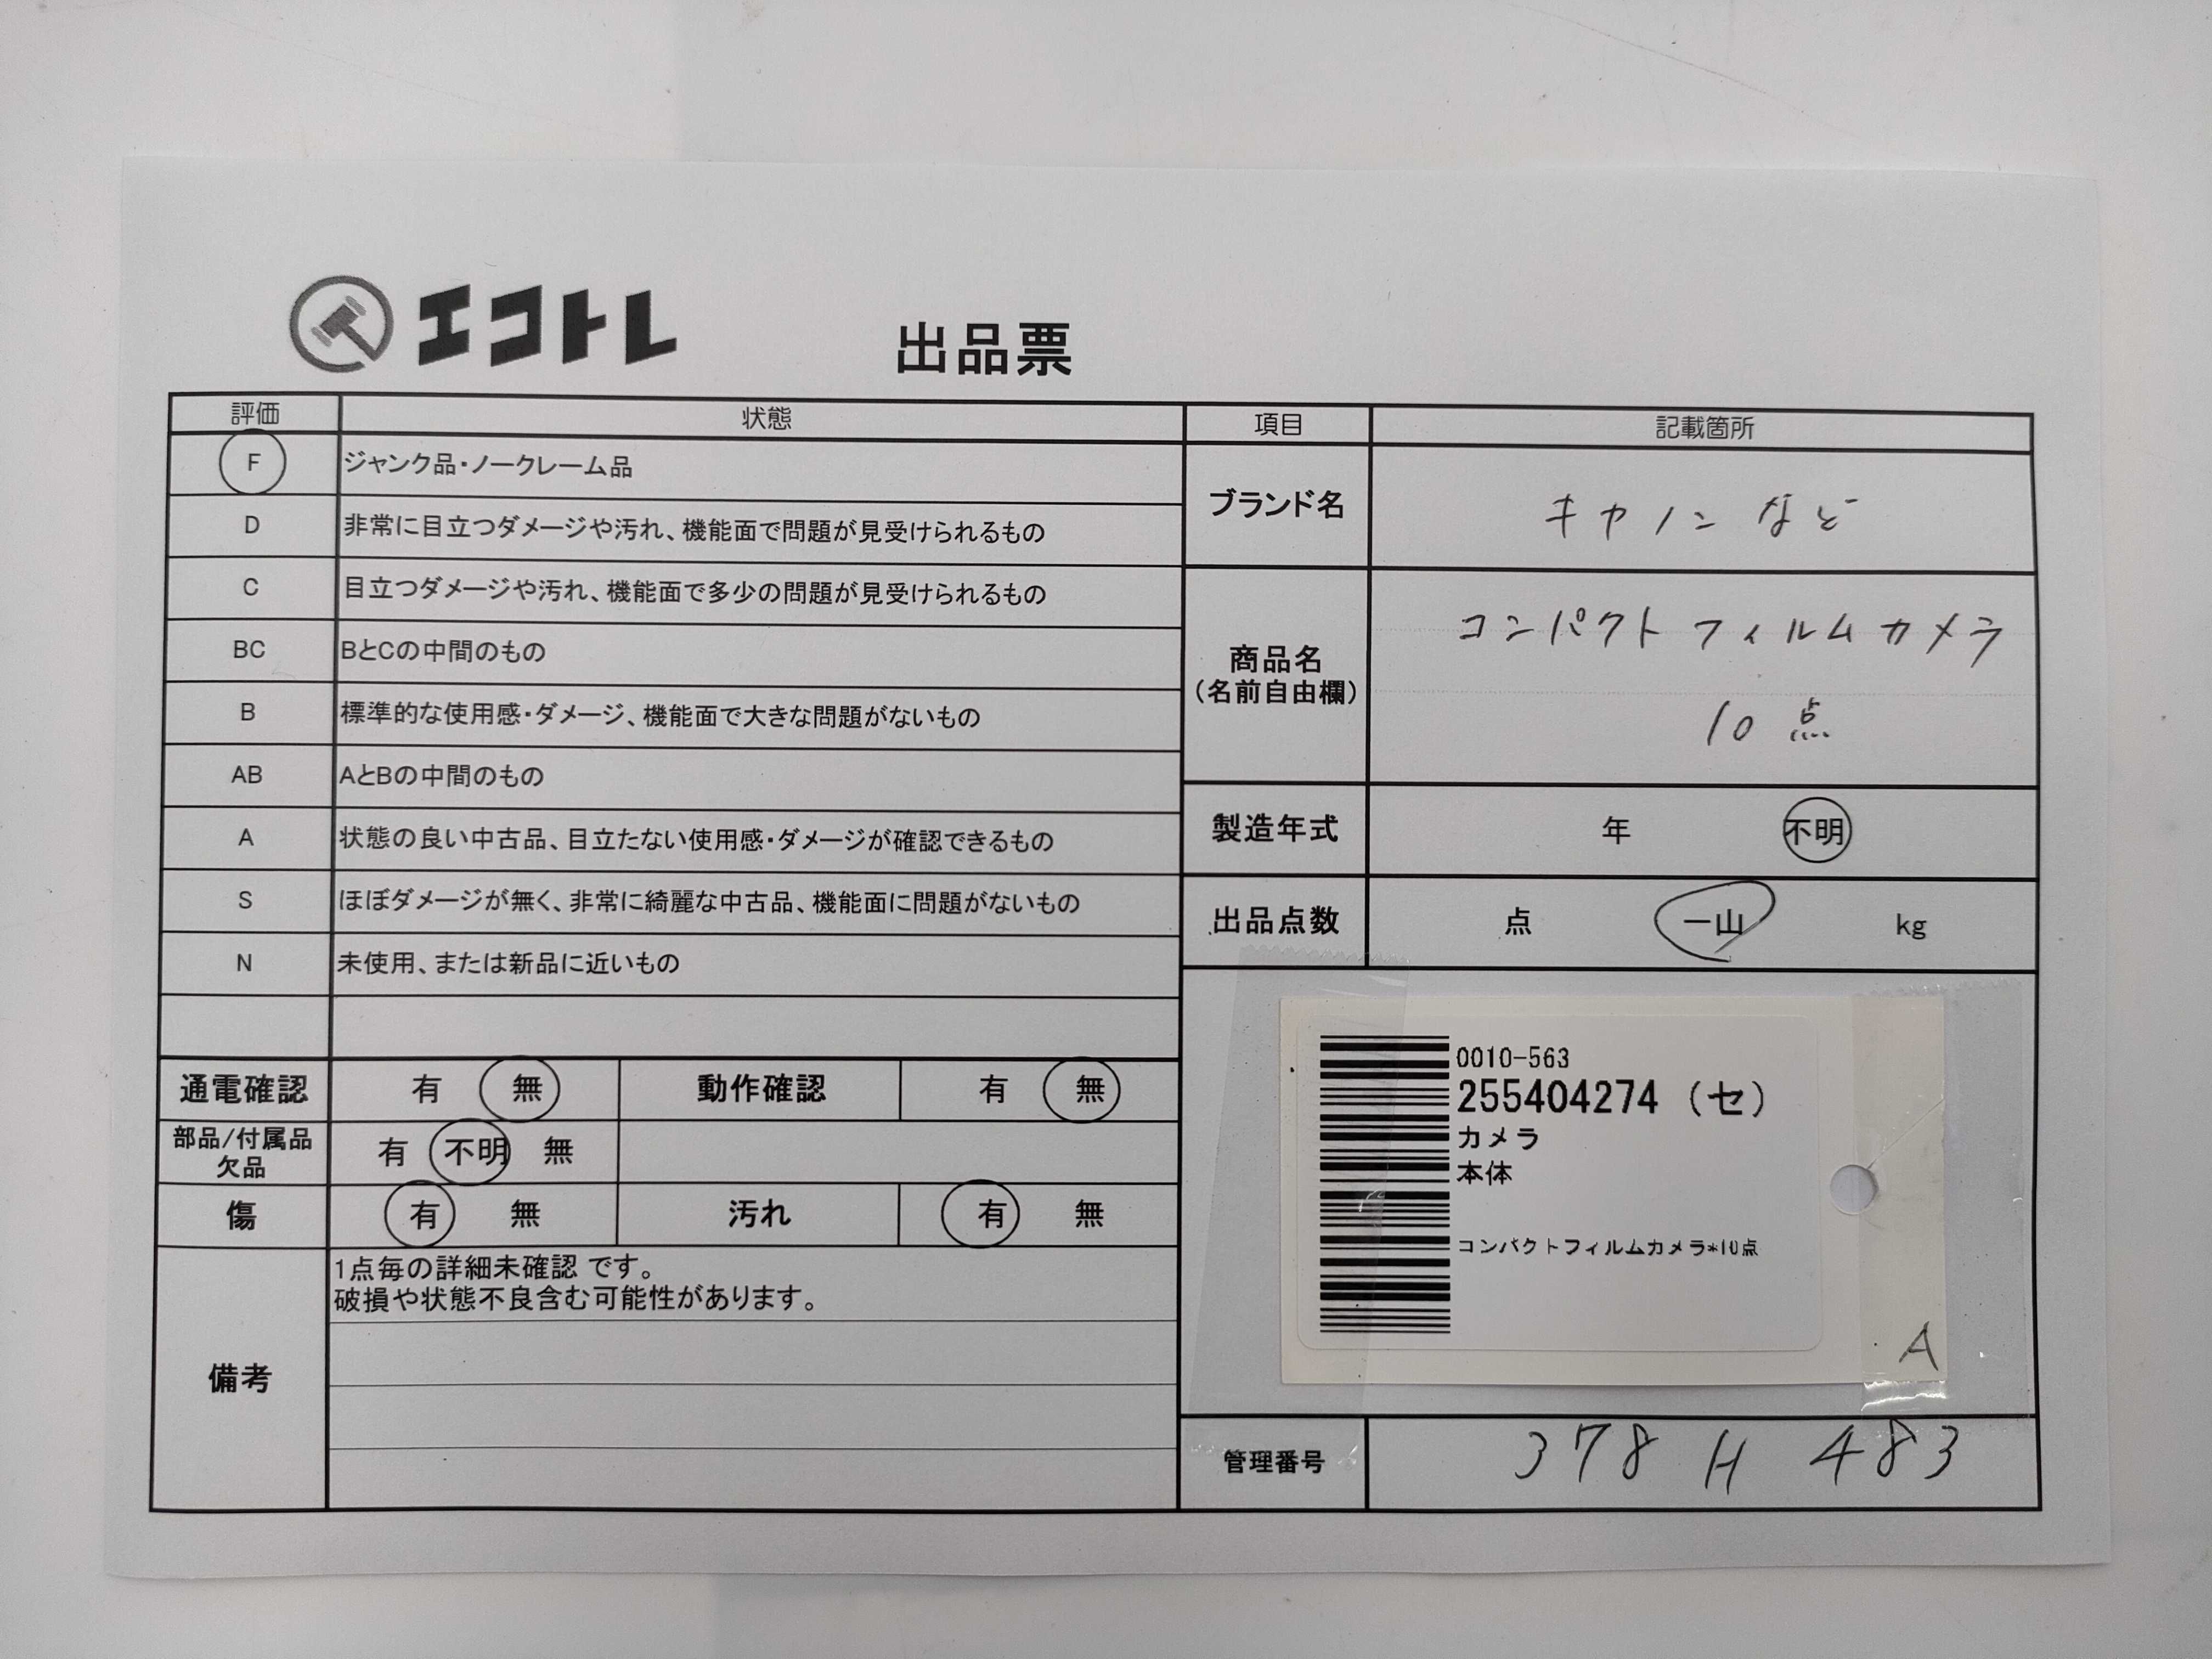 エコトレ
出品票
評価 状態
F ジャンク品・ノークレーム品
D 非常に目立つダメージや汚れ、機能面で問題が見受けられるもの
C 目立つダメージや汚れ、機能面で多少の問題が見受けられるもの
BC BとCの中間のもの
B 標準的な使用感・ダメージ、機能面で大きな問題がないもの
AB AとBの中間のもの
A 状態の良い中古品、目立たない使用感・ダメージが確認できるもの
S ほぼダメージが無く、非常に綺麗な中古品、機能面に問題がないもの
N 未使用、または新品に近いもの
通電確認 有 無 動作確認 有 無
部品/付属品
欠品 有 不明 無
傷 有 無 汚れ 有 無
備考
1点毎の詳細未確認 です。
破損や状態不良含む可能性があります。
項目 記載箇所
ブランド名 キヤノンなど
商品名
(名前自由欄)
コンパクトフィルムカメラ
10点
製造年式 年 不明
出品点数 点 一山 kg
0010-563
255404274 (セ)
カメラ
本体
コンパクトフィルムカメラ*10点
A
管理番号 378 H 483